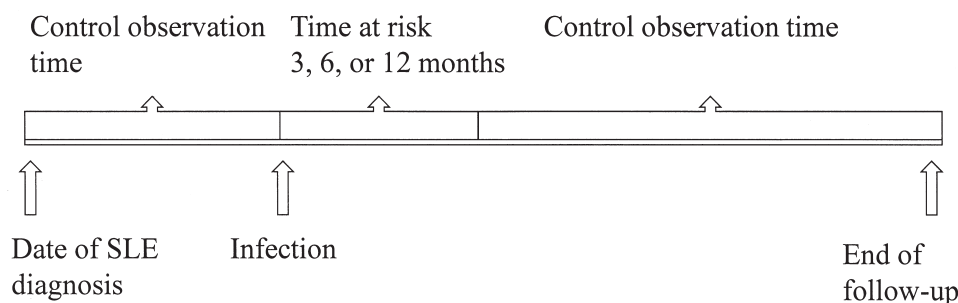 Control observation
time
Time at risk
3, 6, or 12 months
Control observation time
Date of SLE
diagnosis
Infection
End of
follow-up